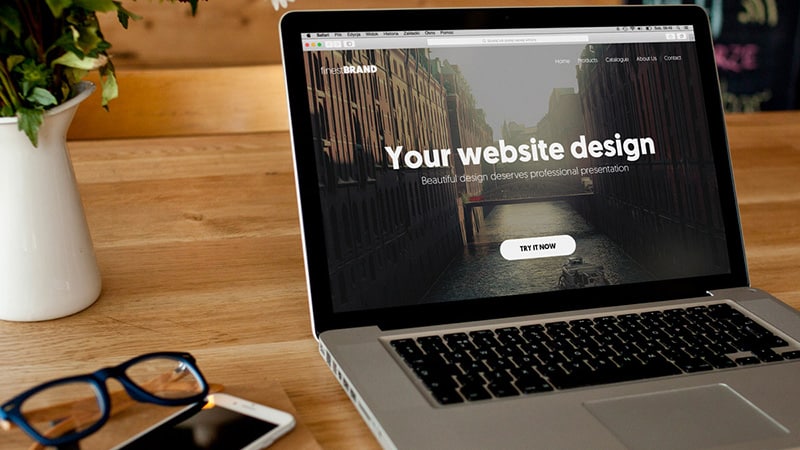 Safari Plik Edycja Widok Historia Zakładki Okno Pomoc
finestBRAND
Home Products Catalogue About Us Contact
Your website design
Beautiful design deserves professional presentation
TRY IT NOW